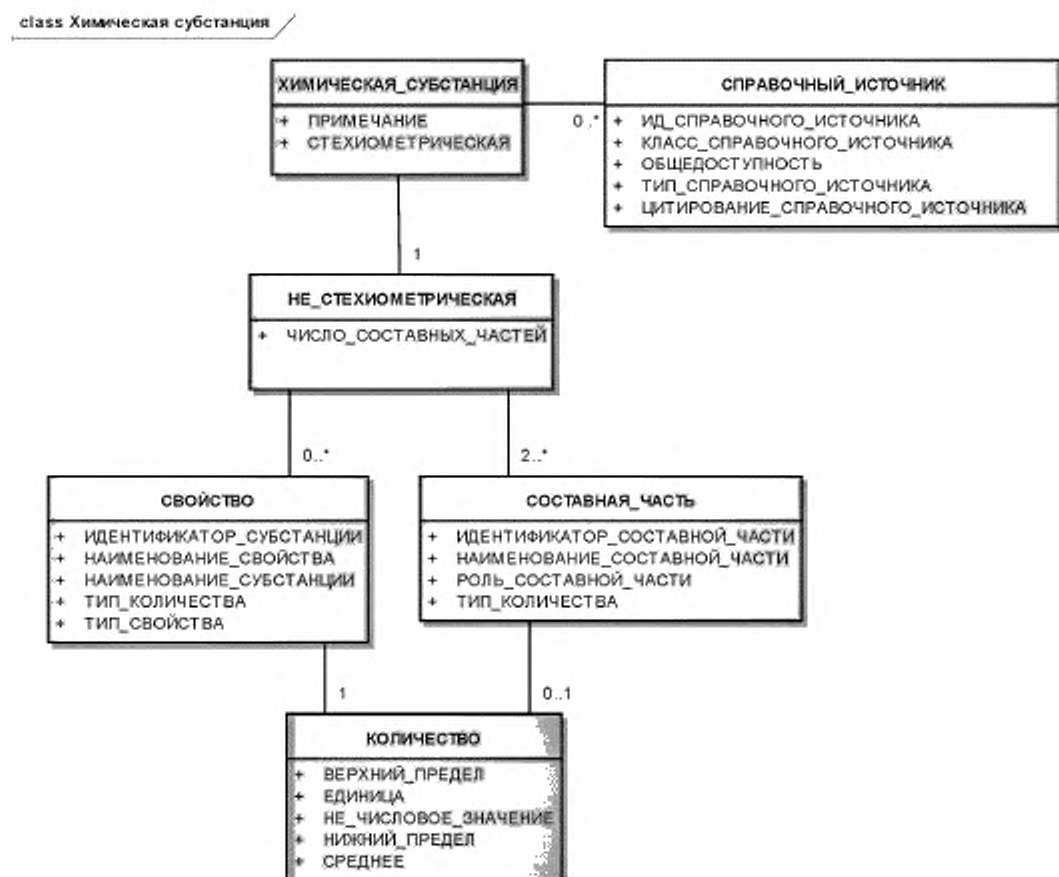 class Химическая субстанция
ХИМИЧЕСКАЯ_СУБСТАНЦИЯ
+ ПРИМЕЧАНИЕ
+ СТЕХИОМЕТРИЧЕСКАЯ
0..*
СПРАВОЧНЫЙ_ИСТОЧНИК
+ ИД_СПРАВОЧНОГО_ИСТОЧНИКА
+ КЛАСС_СПРАВОЧНОГО_ИСТОЧНИКА
+ ОБЩЕДОСТУПНОСТЬ
+ ТИП_СПРАВОЧНОГО_ИСТОЧНИКА
+ ЦИТИРОВАНИЕ_СПРАВОЧНОГО_ИСТОЧНИКА
1
НЕ_СТЕХИОМЕТРИЧЕСКАЯ
+ ЧИСЛО_СОСТАВНЫХ_ЧАСТЕЙ
0..*
2..*
СВОЙСТВО
+ ИДЕНТИФИКАТОР_СУБСТАНЦИИ
+ НАИМЕНОВАНИЕ_СВОЙСТВА
+ НАИМЕНОВАНИЕ_СУБСТАНЦИИ
+ ТИП_КОЛИЧЕСТВА
+ ТИП_СВОЙСТВА
СОСТАВНАЯ_ЧАСТЬ
+ ИДЕНТИФИКАТОР_СОСТАВНОЙ_ЧАСТИ
+ НАИМЕНОВАНИЕ_СОСТАВНОЙ_ЧАСТИ
+ РОЛЬ_СОСТАВНОЙ_ЧАСТИ
+ ТИП_КОЛИЧЕСТВА
1
0..1
КОЛИЧЕСТВО
+ ВЕРХНИЙ_ПРЕДЕЛ
+ ЕДИНИЦА
+ НЕ_ЧИСЛОВОЕ_ЗНАЧЕНИЕ
+ НИЖНИЙ_ПРЕДЕЛ
+ СРЕДНЕЕ